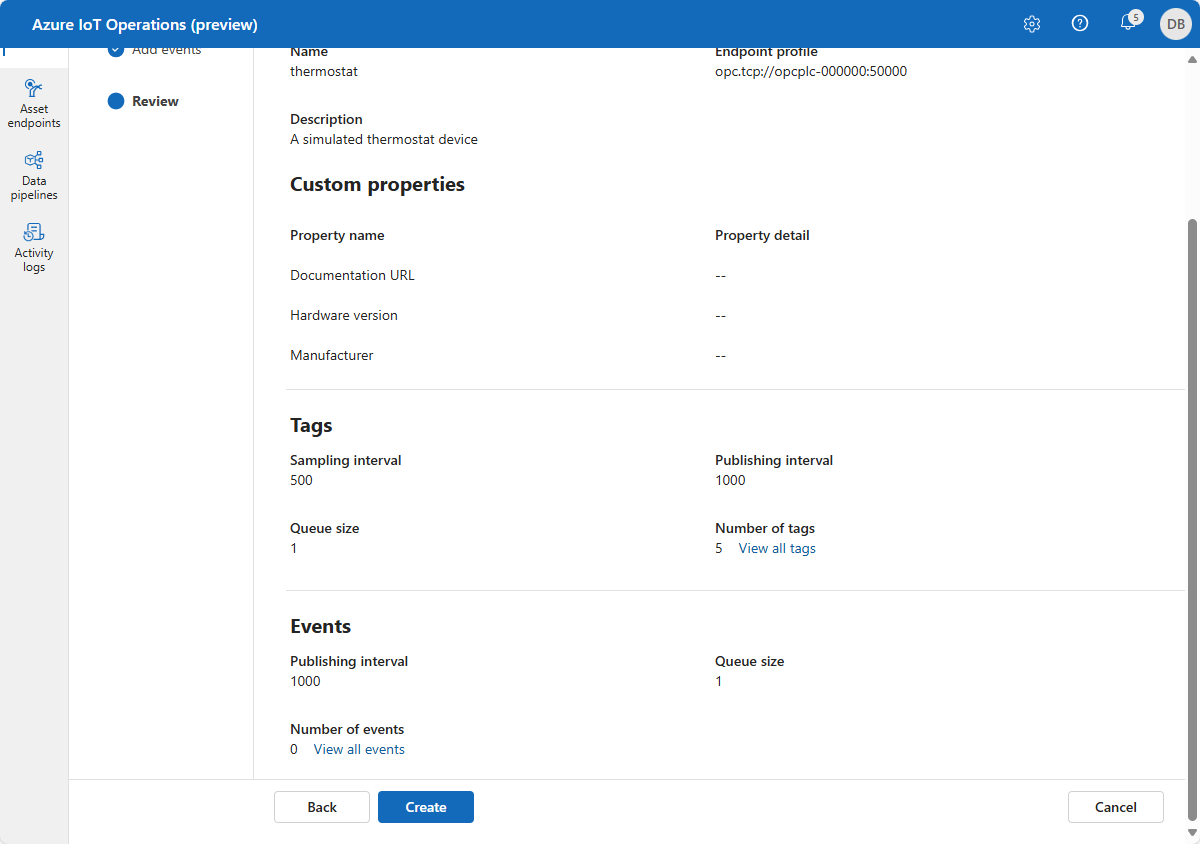 Azure IoT Operations (preview)
5
DB
Asset
endpoints
Data
pipelines
Activity
logs
Add events
Review
Name
thermostat
Endpoint profile
opc.tcp://opcplc-000000:50000
Description
A simulated thermostat device
Custom properties
Property name
Property detail
Documentation URL
--
Hardware version
--
Manufacturer
--
Tags
Sampling interval
500
Publishing interval
1000
Queue size
1
Number of tags
5 View all tags
Events
Publishing interval
1000
Queue size
1
Number of events
0 View all events
Back
Create
Cancel